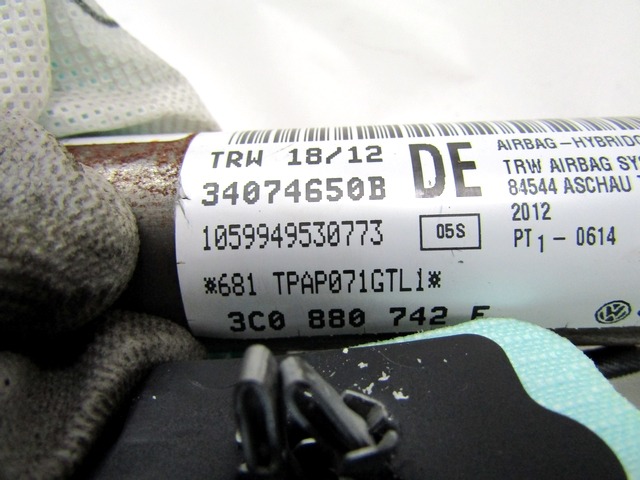 TRW 18/12
34074650B
1059949530773
*681 TPAP071GTL1*
3C0 880 742
DE
05S
AIRBAG-HYBRIDG
TRW AIRBAG SY
84544 ASCHAU
2012
PT1-0614